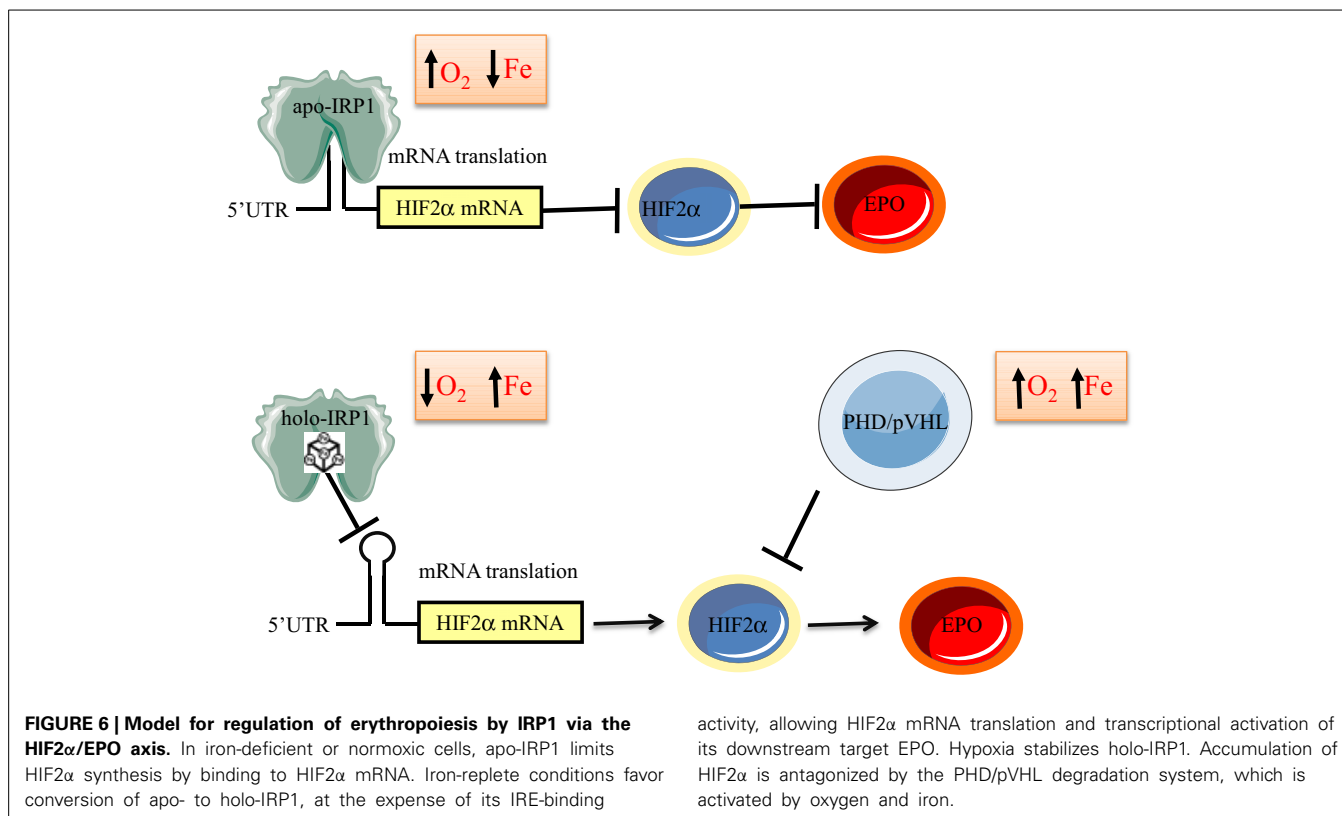 ↑O₂ ↓Fe
apo-IRP1
mRNA translation
5’UTR
HIF2α mRNA
HIF2α
EPO
↓O₂ ↑Fe
holo-IRP1
PHD/pVHL
↑O₂ ↑Fe
mRNA translation
5’UTR
HIF2α mRNA
HIF2α
EPO
FIGURE 6 | Model for regulation of erythropoiesis by IRP1 via the
HIF2α/EPO axis. In iron-deficient or normoxic cells, apo-IRP1 limits
HIF2α synthesis by binding to HIF2α mRNA. Iron-replete conditions favor
conversion of apo- to holo-IRP1, at the expense of its IRE-binding
activity, allowing HIF2α mRNA translation and transcriptional activation of
its downstream target EPO. Hypoxia stabilizes holo-IRP1. Accumulation of
HIF2α is antagonized by the PHD/pVHL degradation system, which is
activated by oxygen and iron.